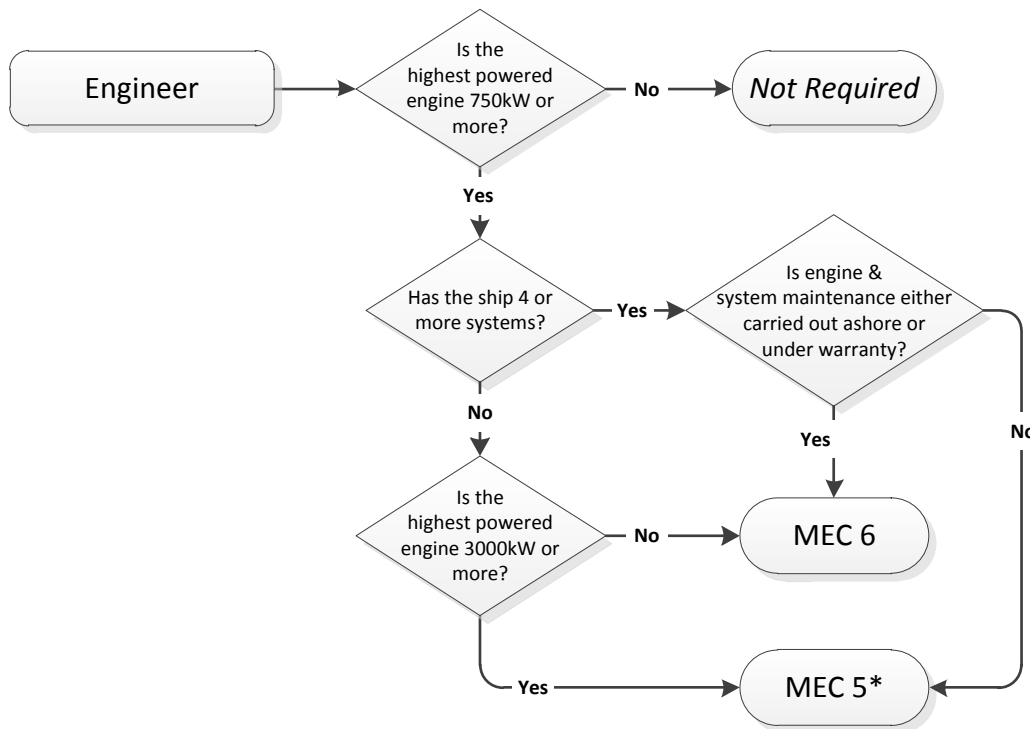 Engineer
Is the
highest powered
engine 750kW or
more?
No
Not Required
Yes
Has the ship 4 or
more systems?
Yes
Is engine &
system maintenance either
carried out ashore or
under warranty?
No
Yes
No
Is the
highest powered
engine 3000kW or
more?
No
MEC 6
Yes
MEC 5*